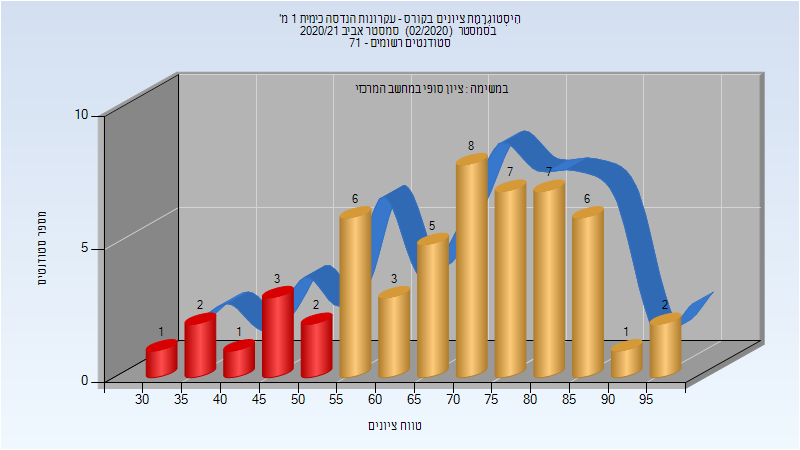 היסטוגרמת ציונים בקורס - עקרונות הנדסה כימית 1 מ'
בסמסטר (02/2020) סמסטר אביב 2020/21
סטודנטים רשומים - 71
במשימה : ציון סופי במחשב המרכזי
מספר סטודנטים
10
5
0
1
2
1
3
2
6
3
5
8
7
7
6
1
2
30 35 40 45 50 55 60 65 70 75 80 85 90 95
טווח ציונים